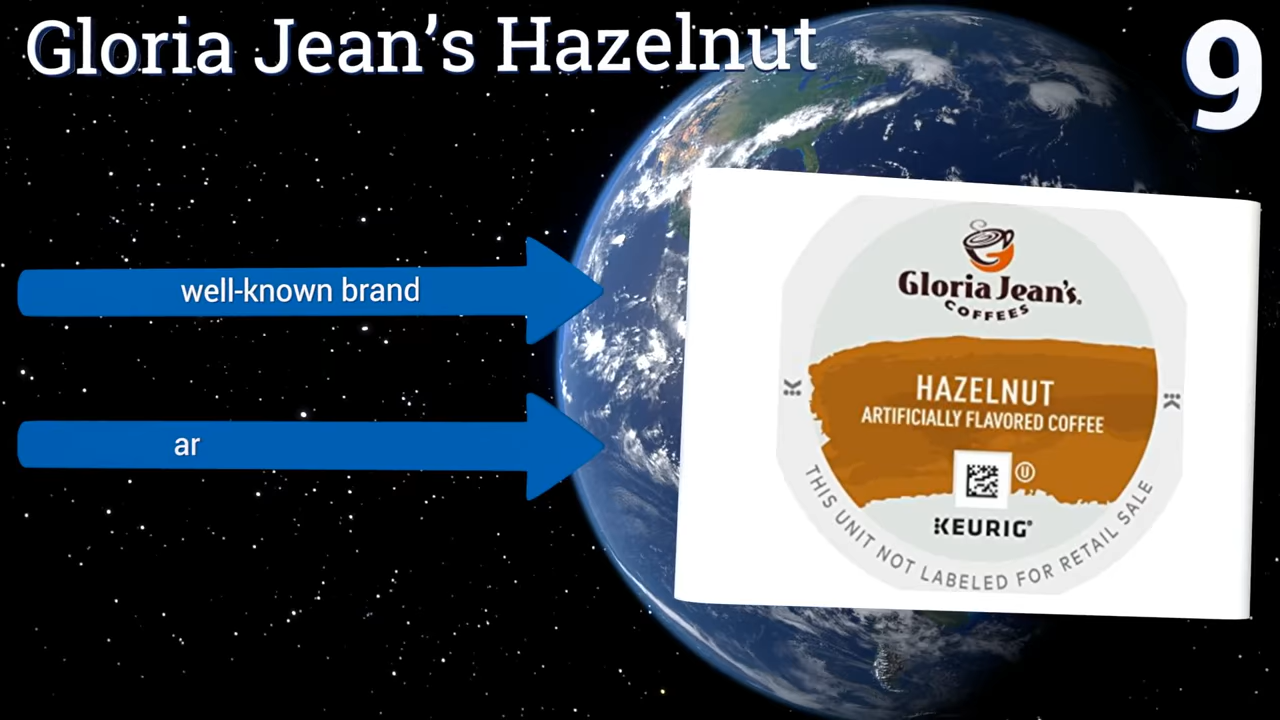 Gloria Jean's Hazelnut
9
well-known brand
ar
Gloria Jean's®
COFFEES
HAZELNUT
ARTIFICIALLY FLAVORED COFFEE
U
KEURIG®
THIS UNIT NOT LABELED FOR RETAIL SALE